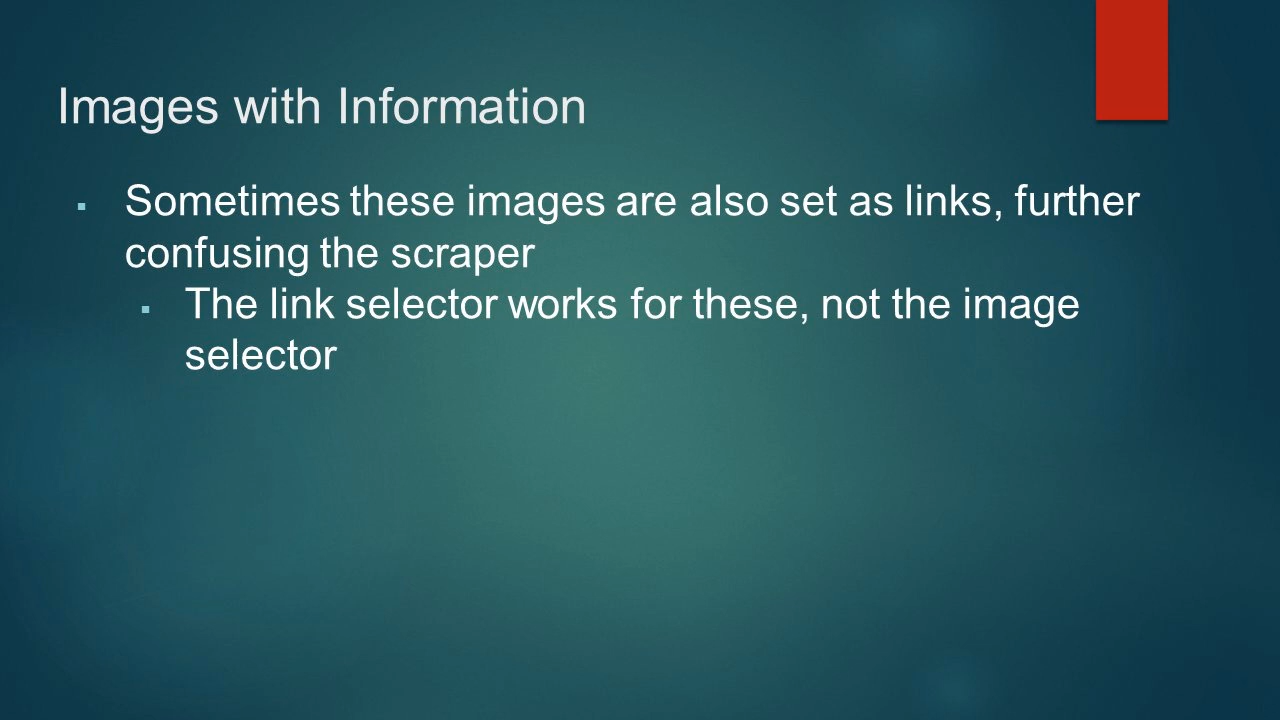 Images with Information
▪ Sometimes these images are also set as links, further
confusing the scraper
▪ The link selector works for these, not the image
selector